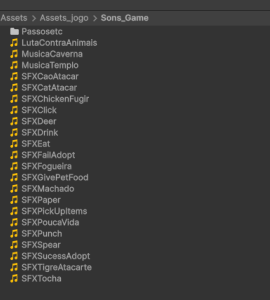 Assets > Assets_jogo > Sons_Game
Passosetc
LutaContraAnimais
MusicaCaverna
MusicaTemplo
SFXCaoAtacar
SFXCatAtacar
SFXChickenFugir
SFXClick
SFXDeer
SFXDrink
SFXEat
SFXFailAdopt
SFXFogueira
SFXGivePetFood
SFXMachado
SFXPaper
SFXPickUpItems
SFXPoucaVida
SFXPunch
SFXSpear
SFXSucessAdopt
SFXTigreAtacarte
SFXTocha